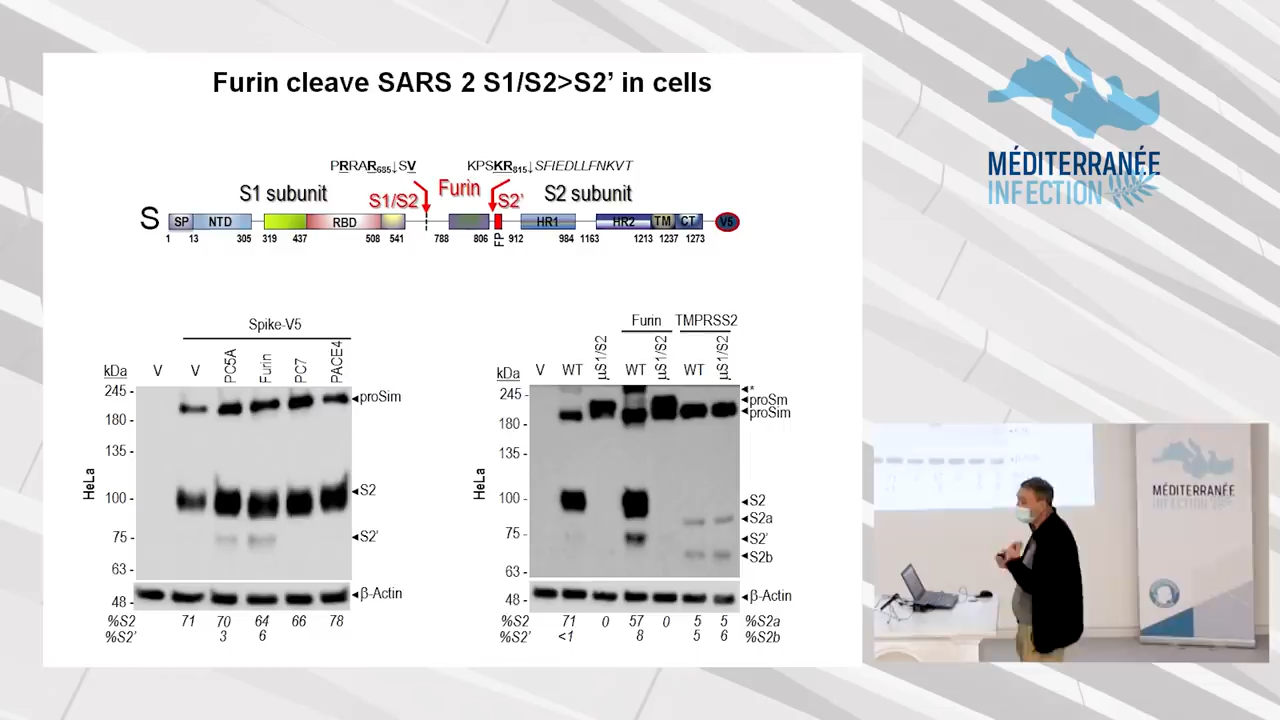 Furin cleave SARS 2 S1/S2>S2' in cells
PRRAR685↓SV
KPSKR815↓SFIEDLLFNKVT
S1 subunit
S1/S2
Furin
S2'
S2 subunit
S
SP
NTD
RBD
FP
HR1
HR2
TM
CT
V5
1 13 305 319 437 508 541 788 806 912 984 1163 1213 1237 1273
Spike-V5
kDa
V
V
PC5A
Furin
PC7
PACE4
245 -
180 -
135 -
100 -
75 -
63 -
48 -
HeLa
proSim
S2
S2'
β-Actin
%S2 71 70 64 66 78
%S2' 3 6
Furin
TMPRSS2
kDa
V
WT
µS1/S2
WT
µS1/S2
WT
µS1/S2
245 -
180 -
135 -
100 -
75 -
63 -
48 -
HeLa
*
proSm
proSim
S2
S2a
S2'
S2b
β-Actin
%S2 71 0 57 0 5 5 %S2a
%S2' <1 8 5 6 %S2b
MÉDITERRANÉE
INFECTION
MÉDITERRANÉE
INFECTION